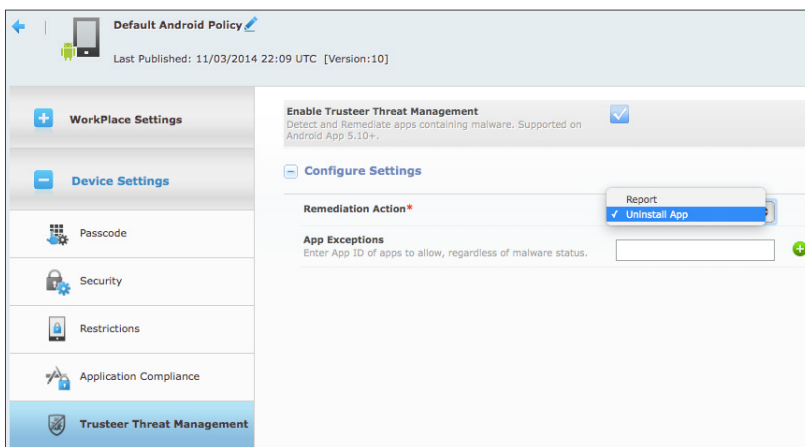 Default Android Policy
Last Published: 11/03/2014 22:09 UTC [Version:10]
WorkPlace Settings
Device Settings
Passcode
Security
Restrictions
Application Compliance
Trusteer Threat Management
Enable Trusteer Threat Management
Detect and Remediate apps containing malware. Supported on
Android App 5.10+.
Configure Settings
Remediation Action*
Report
✓ Uninstall App
App Exceptions
Enter App ID of apps to allow, regardless of malware status.